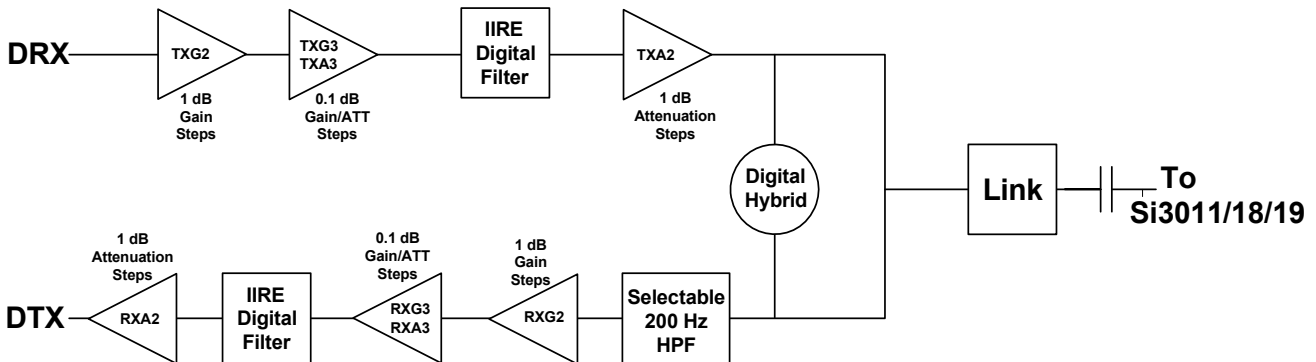 DRX
TXG2
1 dB
Gain
Steps
TXG3
TXA3
0.1 dB
Gain/ATT
Steps
IIRE
Digital
Filter
TXA2
1 dB
Attenuation
Steps
Digital
Hybrid
Link
To
Si3011/18/19
DTX
1 dB
Attenuation
Steps
RXA2
IIRE
Digital
Filter
0.1 dB
Gain/ATT
Steps
RXG3
RXA3
1 dB
Gain
Steps
RXG2
Selectable
200 Hz
HPF